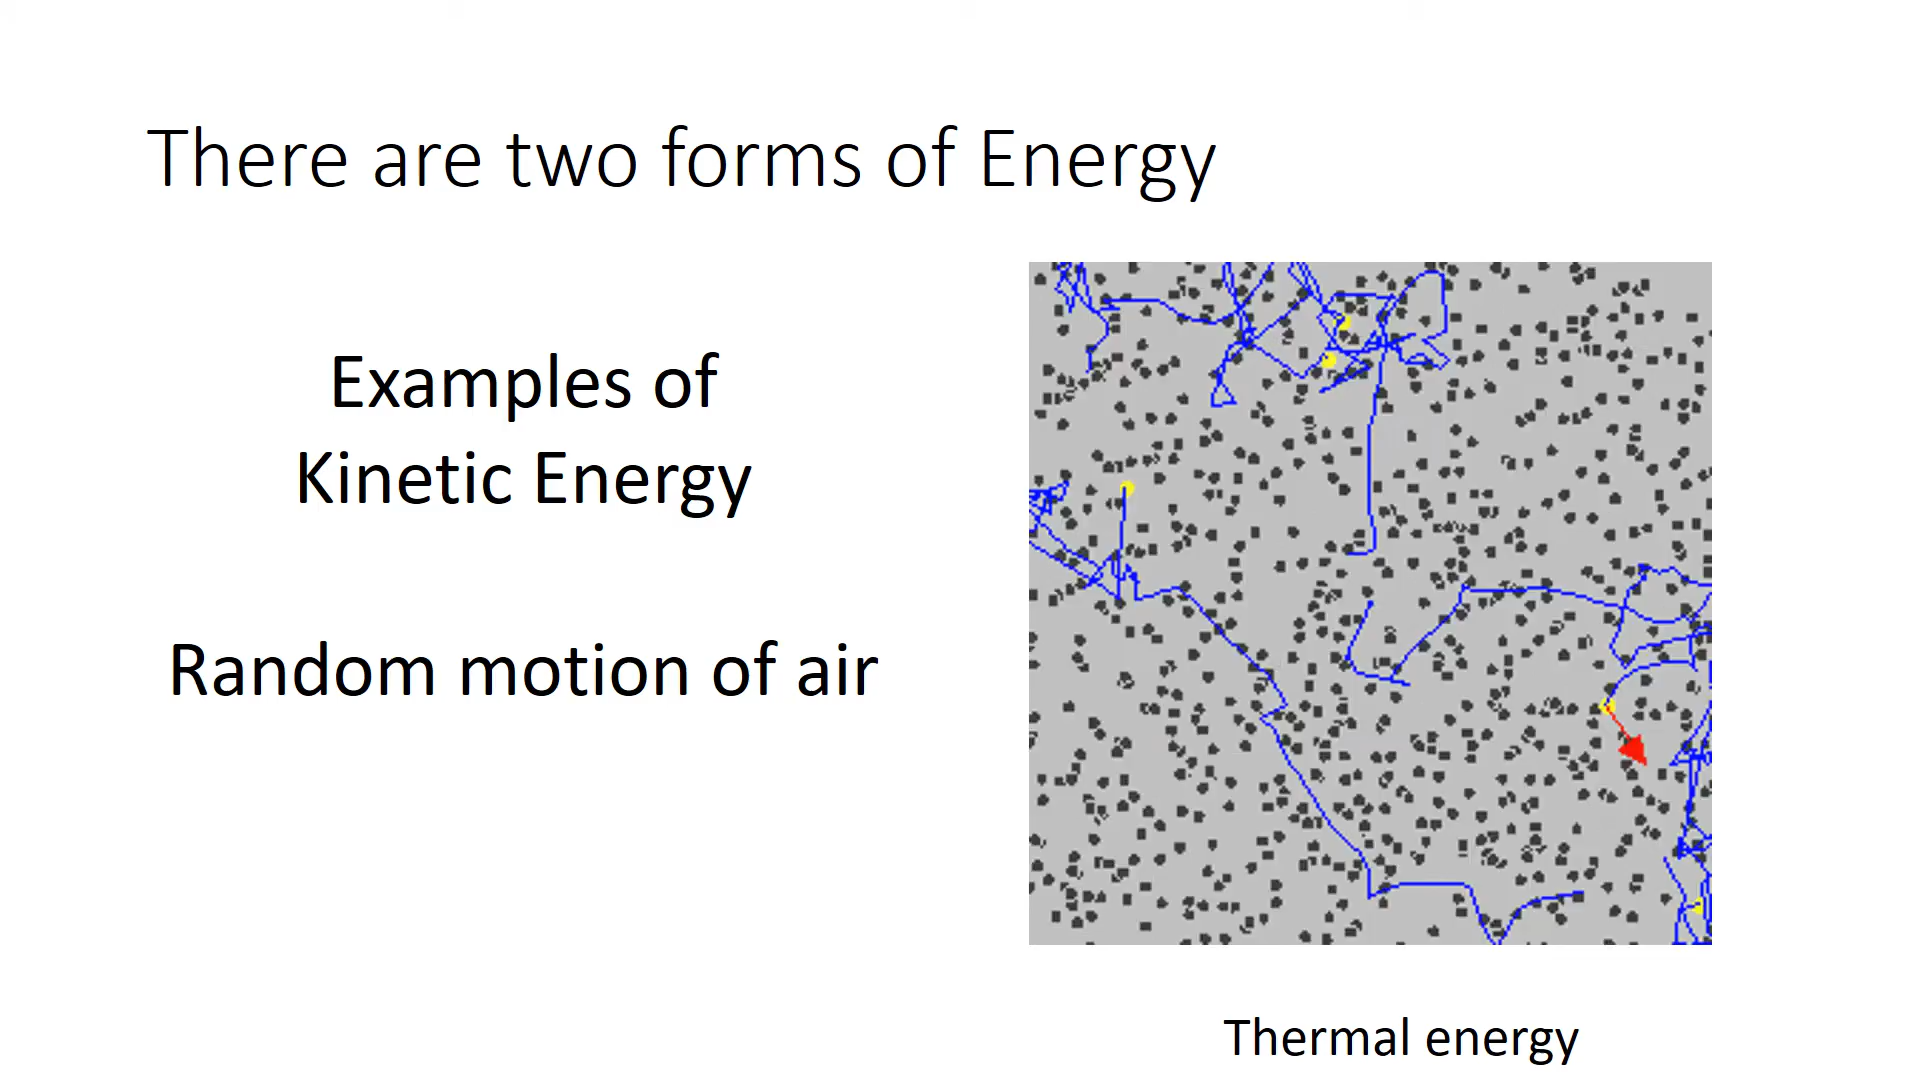 There are two forms of Energy
Examples of
Kinetic Energy
Random motion of air
Thermal energy